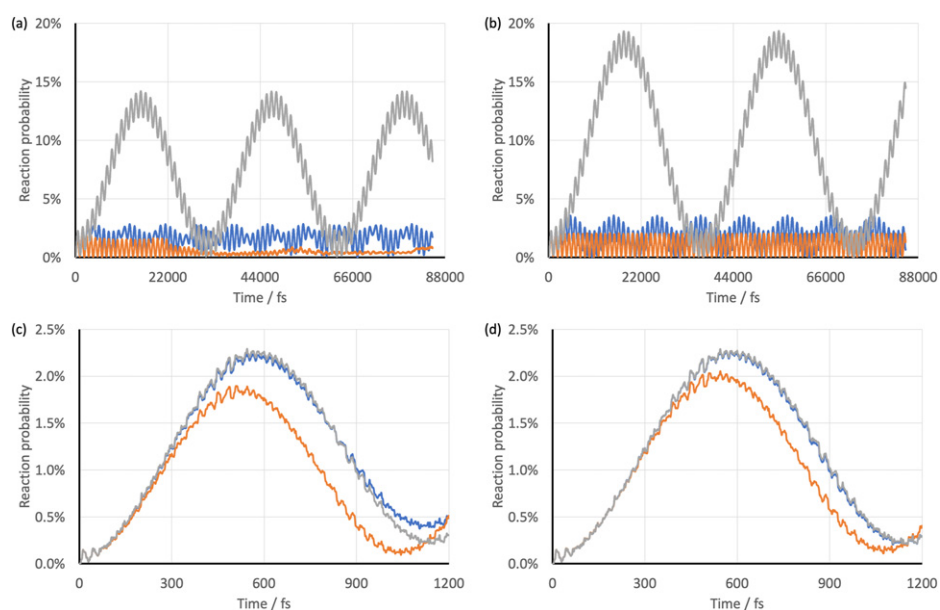 (a)
20%
15%
10%
5%
0%
Reaction probability
0 22000 44000 66000 88000
Time / fs
(b)
20%
15%
10%
5%
0%
Reaction probability
0 22000 44000 66000 88000
Time / fs
(c)
2.5%
2.0%
1.5%
1.0%
0.5%
0.0%
Reaction probability
0 300 600 900 1200
Time / fs
(d)
2.5%
2.0%
1.5%
1.0%
0.5%
0.0%
Reaction probability
0 300 600 900 1200
Time / fs